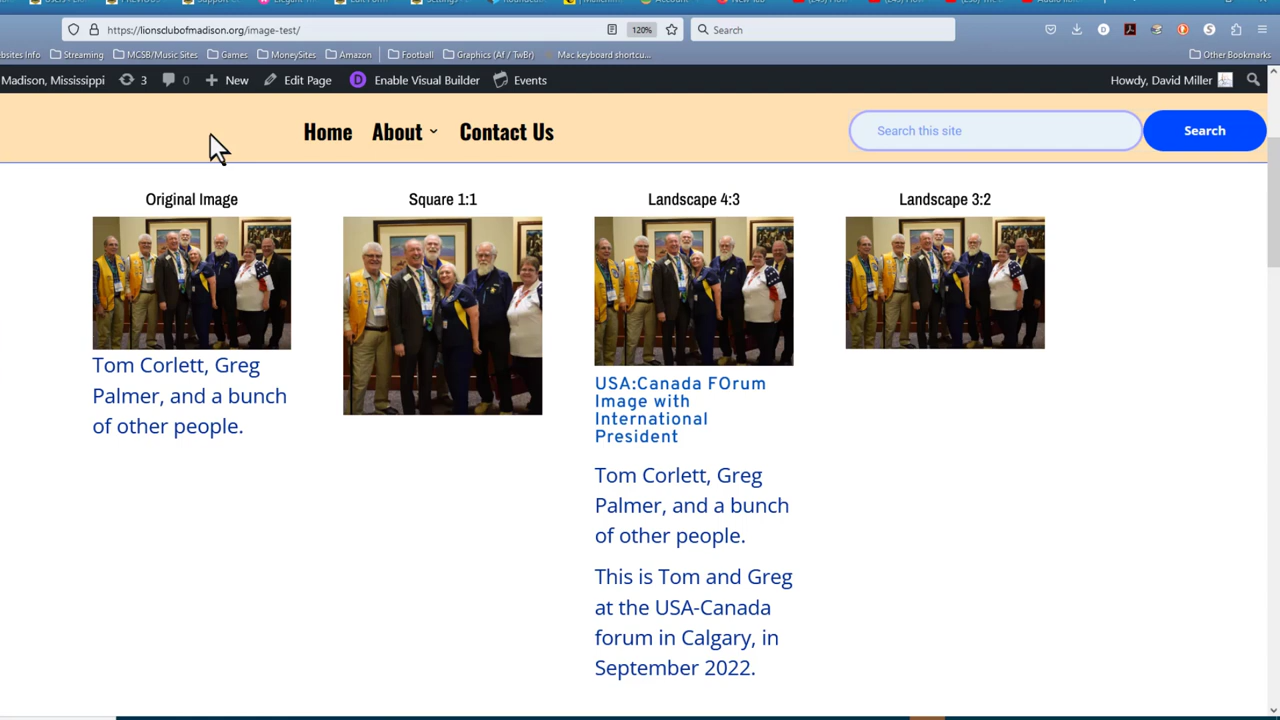 https://lionsclubofmadison.org/image-test/
120%
Search
Streaming
MCSB/Music Sites
Games
MoneySites
Amazon
Football
Graphics (Af / TwBr)
Mac keyboard shortcu...
Other Bookmarks
Madison, Mississippi
3
0
New
Edit Page
Enable Visual Builder
Events
Howdy, David Miller
Home
About
Contact Us
Search this site
Search
Original Image
Square 1:1
Landscape 4:3
Landscape 3:2
Tom Corlett, Greg
Palmer, and a bunch
of other people.
USA:Canada FOrum
Image with
International
President
Tom Corlett, Greg
Palmer, and a bunch
of other people.
This is Tom and Greg
at the USA-Canada
forum in Calgary, in
September 2022.